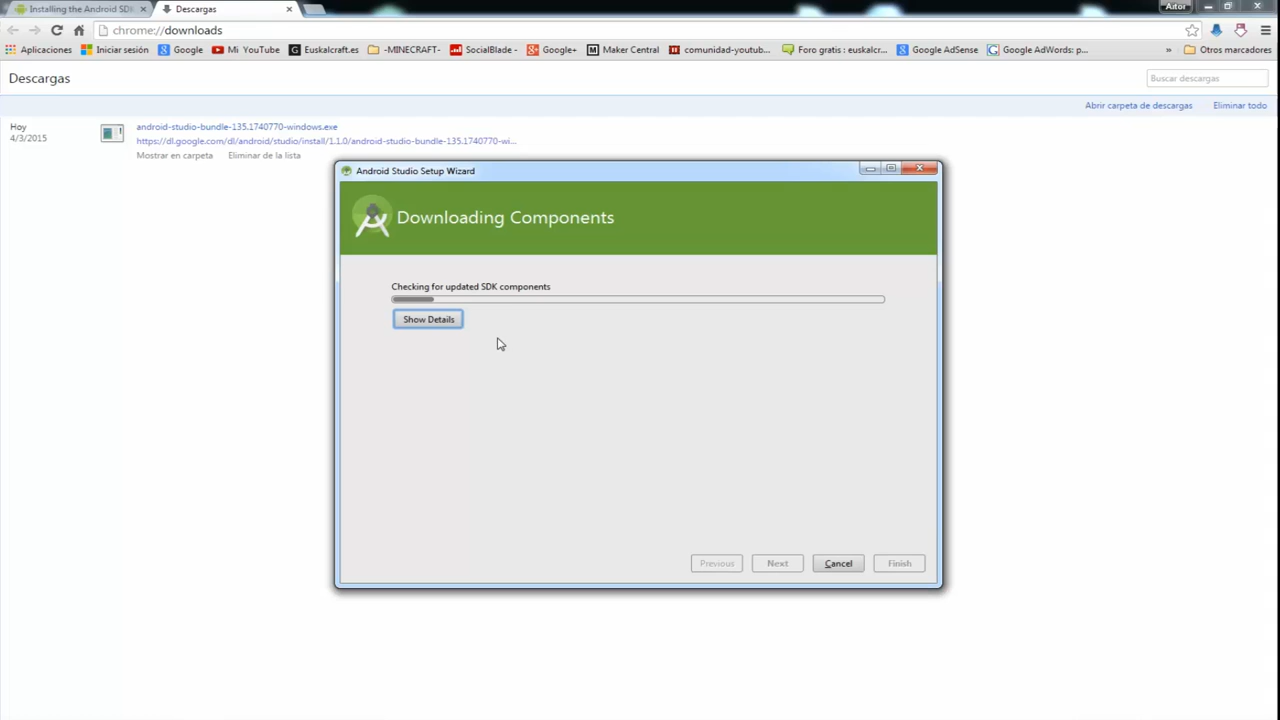 Installing the Android SDK
Descargas
Aitor
chrome://downloads
Aplicaciones
Iniciar sesión
Google
Mi YouTube
Euskalcraft.es
-MINECRAFT-
SocialBlade -
Google+
Maker Central
comunidad-youtub...
Foro gratis : euskalcr...
Google AdSense
Google AdWords: p...
»
Otros marcadores
Descargas
Buscar descargas
Abrir carpeta de descargas
Eliminar todo
Hoy
4/3/2015
android-studio-bundle-135.1740770-windows.exe
https://dl.google.com/dl/android/studio/install/1.1.0/android-studio-bundle-135.1740770-wi...
Mostrar en carpeta
Eliminar de la lista
Android Studio Setup Wizard
Downloading Components
Checking for updated SDK components
Show Details
Previous
Next
Cancel
Finish